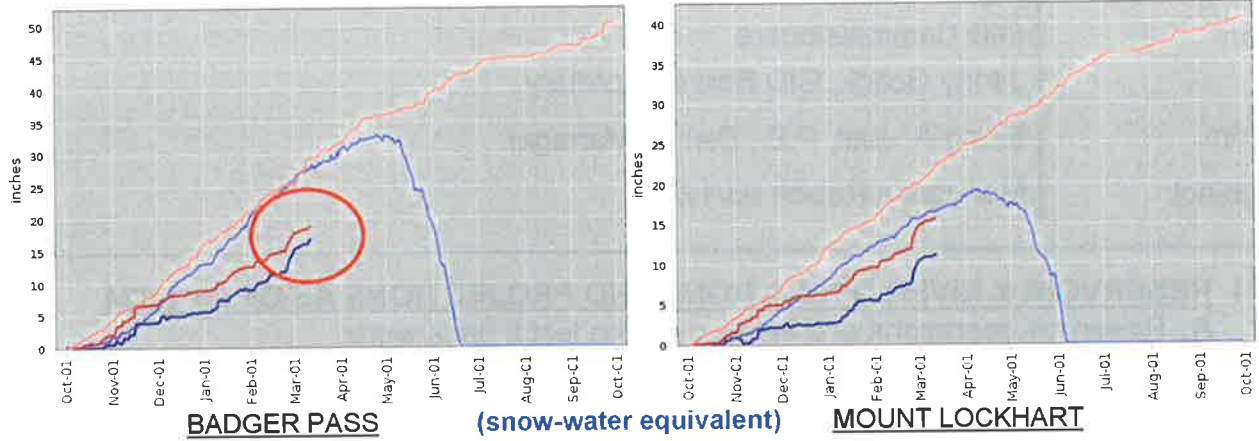 50
45
40
35
30
25
20
15
10
5
0
inches
Oct-01
Nov-01
Dec-01
Jan-01
Feb-01
Mar-01
Apr-01
May-01
Jun-01
Jul-01
Aug-01
Sep-01
Oct-01
BADGER PASS
(snow-water equivalent)
40
35
30
25
20
15
10
5
0
inches
Oct-01
Nov-01
Dec-01
Jan-01
Feb-01
Mar-01
Apr-01
May-01
Jun-01
Jul-01
Aug-01
Sep-01
Oct-01
MOUNT LOCKHART